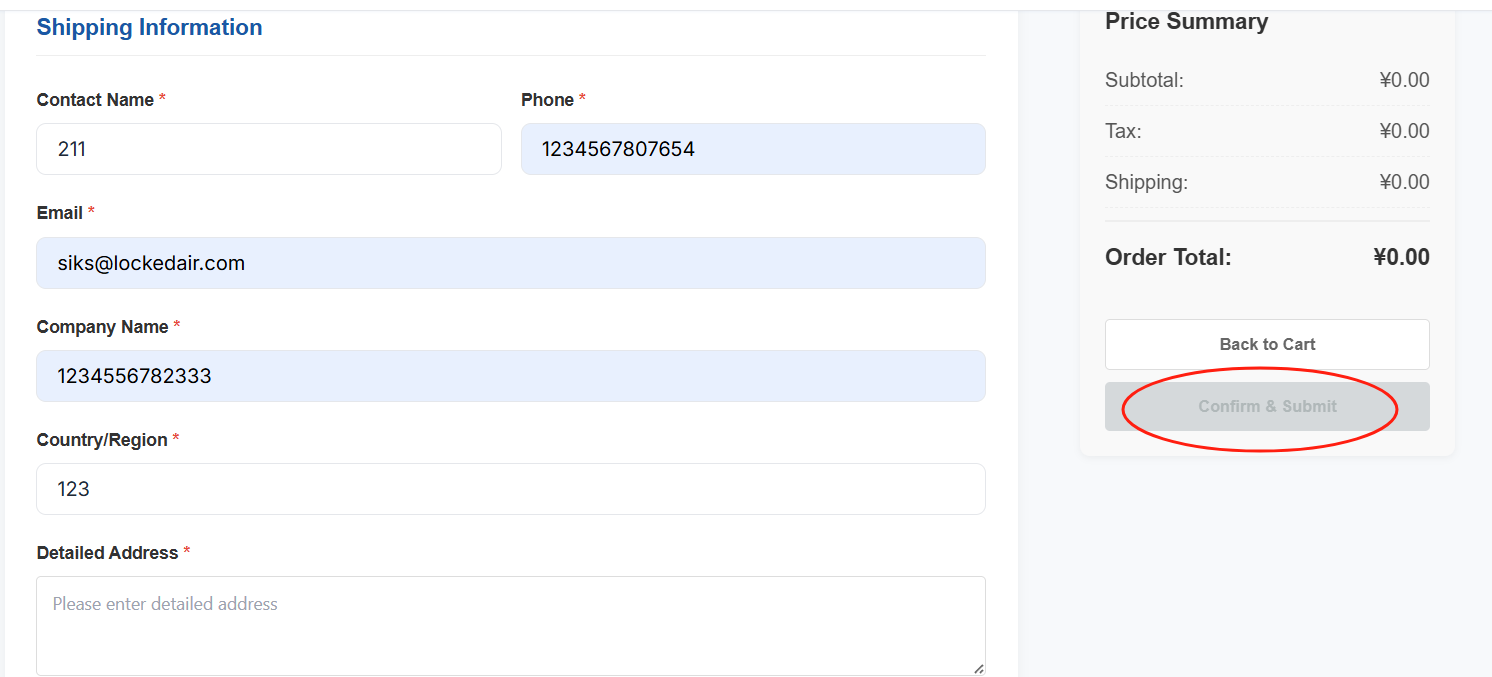 Shipping Information
Contact Name *
211
Phone *
1234567807654
Email *
siks@lockedair.com
Company Name *
1234556782333
Country/Region *
123
Detailed Address *
Please enter detailed address
Price Summary
Subtotal: ¥0.00
Tax: ¥0.00
Shipping: ¥0.00
Order Total: ¥0.00
Back to Cart
Confirm & Submit